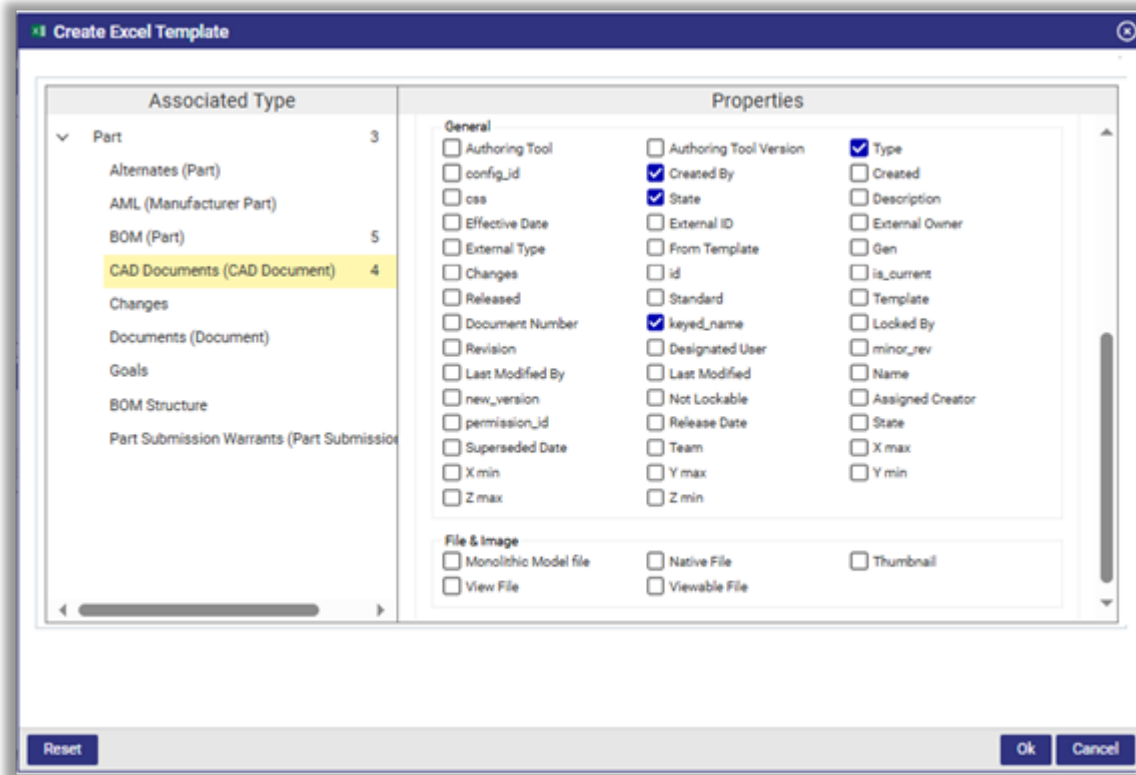 Create Excel Template
Associated Type
Properties
Part 3
Alternates (Part)
AML (Manufacturer Part)
BOM (Part) 5
CAD Documents (CAD Document) 4
Changes
Documents (Document)
Goals
BOM Structure
Part Submission Warrants (Part Submission
General
Authoring Tool Authoring Tool Version Type
config_id Created By Created
css State Description
Effective Date External ID External Owner
External Type From Template Gen
Changes id is_current
Released Standard Template
Document Number keyed_name Locked By
Revision Designated User minor_rev
Last Modified By Last Modified Name
new_version Not Lockable Assigned Creator
permission_id Release Date State
Superseded Date Team X max
X min Y max Y min
Z max Z min
File & Image
Monolithic Model file Native File Thumbnail
View File Viewable File
Reset Ok Cancel